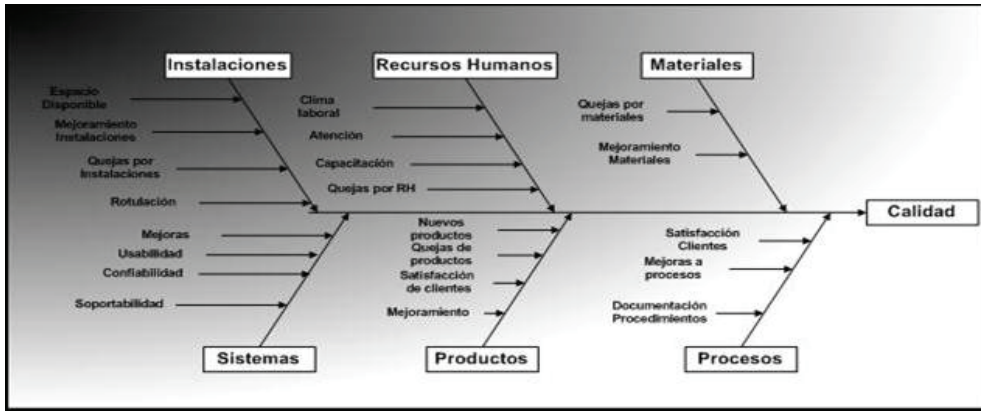 Instalaciones
Recursos Humanos
Materiales
Espacio
Disponible
Mejoramiento
Instalaciones
Quejas por
Instalaciones
Rotulación
Clima
laboral
Atención
Capacitación
Quejas por RH
Quejas por
materiales
Mejoramiento
Materiales
Calidad
Mejoras
Usabilidad
Confiabilidad
Soportabilidad
Nuevos
productos
Quejas de
productos
Satisfacción
de clientes
Mejoramiento
Satisfacción
Clientes
Mejoras a
procesos
Documentación
Procedimientos
Sistemas
Productos
Procesos